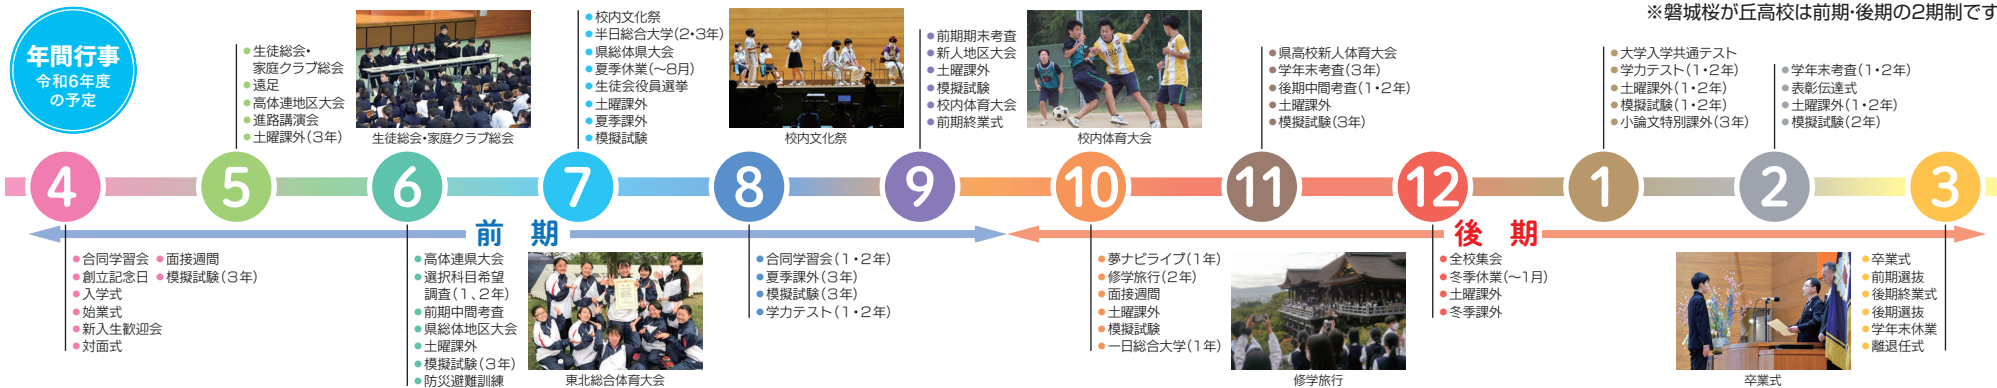 ※磐城桜が丘高校は前期・後期の2期制です
年間行事
令和6年度
の予定
4
●合同学習会 ●面接週間
●創立記念日 ●模擬試験(3年)
●入学式
●始業式
●新入生歓迎会
●対面式
5
●生徒総会・
家庭クラブ総会
●遠足
●高体連地区大会
●進路講演会
●土曜課外(3年)
生徒総会・家庭クラブ総会
6
●高体連県大会
●選択科目希望
調査(1、2年)
●前期中間考査
●県総体地区大会
●土曜課外
●模擬試験(3年)
●防災避難訓練
東北総合体育大会
7
●校内文化祭
●半日総合大学(2・3年)
●県総体県大会
●夏季休業(～8月)
●生徒会役員選挙
●土曜課外
●夏季課外
●模擬試験
校内文化祭
8
●合同学習会(1・2年)
●夏季課外(3年)
●模擬試験(3年)
●学力テスト(1・2年)
9
●前期期末考査
●新人地区大会
●土曜課外
●模擬試験
●校内体育大会
●前期終業式
校内体育大会
前 期
10
●夢ナビライブ(1年)
●修学旅行(2年)
●面接週間
●土曜課外
●模擬試験
●一日総合大学(1年)
修学旅行
11
●県高校新人体育大会
●学年末考査(3年)
●後期中間考査(1・2年)
●土曜課外
●模擬試験(3年)
12
●全校集会
●冬季休業(～1月)
●土曜課外
●冬季課外
後 期
1
●大学入学共通テスト
●学力テスト(1・2年)
●土曜課外(1・2年)
●模擬試験(1・2年)
●小論文特別課外(3年)
2
●学年末考査(1・2年)
●表彰伝達式
●土曜課外(1・2年)
●模擬試験(2年)
3
●卒業式
●前期選抜
●後期終業式
●後期選抜
●学年末休業
●離退任式
卒業式